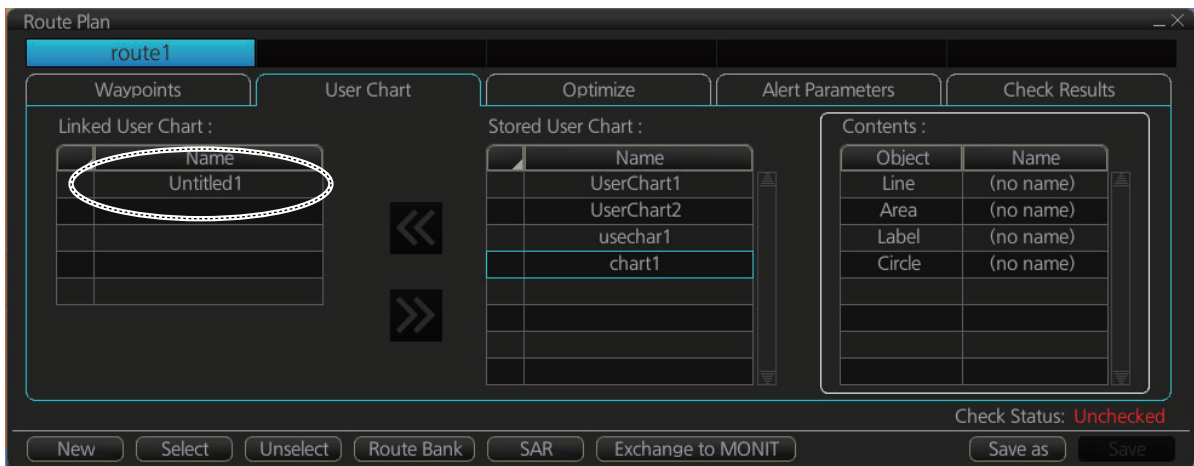 Route Plan
route1
Waypoints User Chart Optimize Alert Parameters Check Results
Linked User Chart : Stored User Chart : Contents :
Name Name Object Name
Untitled1 UserChart1 Line (no name)
UserChart2 Area (no name)
usechar1 Label (no name)
chart1 Circle (no name)
Check Status: Unchecked
New Select Unselect Route Bank SAR Exchange to MONIT Save as Save